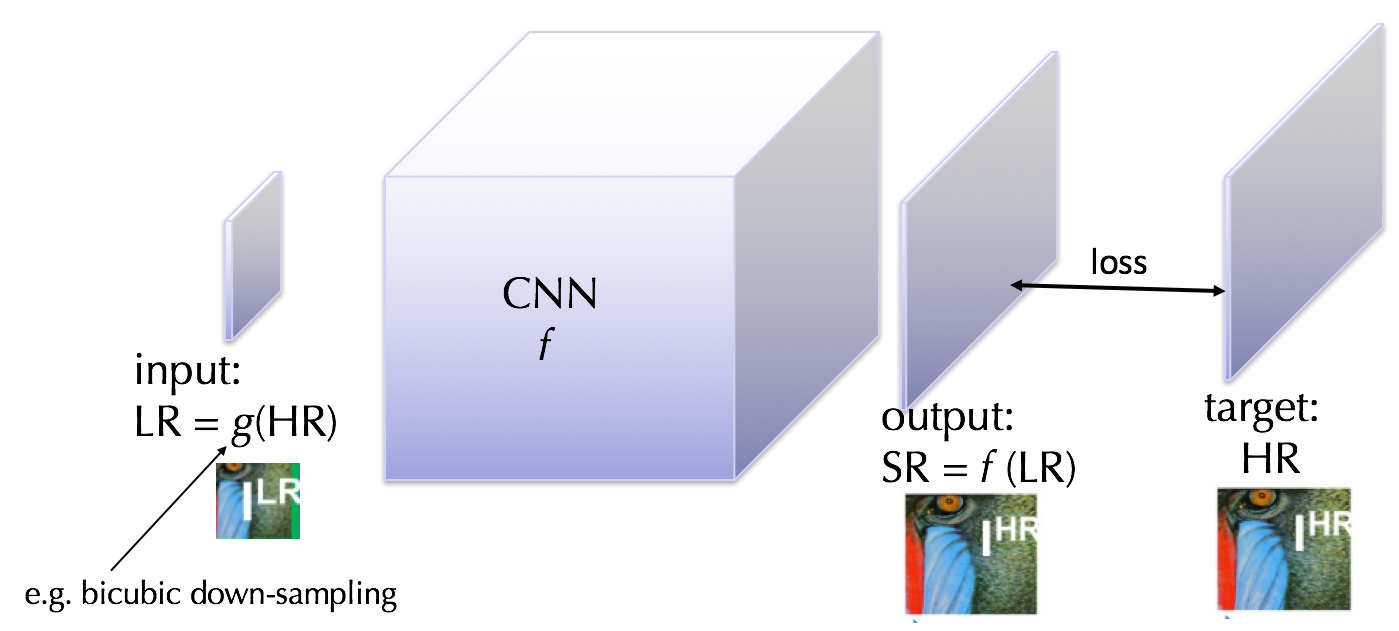 CNN
f
loss
input:
LR = g(HR)
output:
SR = f (LR)
target:
HR
I LR
I HR
I HR
e.g. bicubic down-sampling